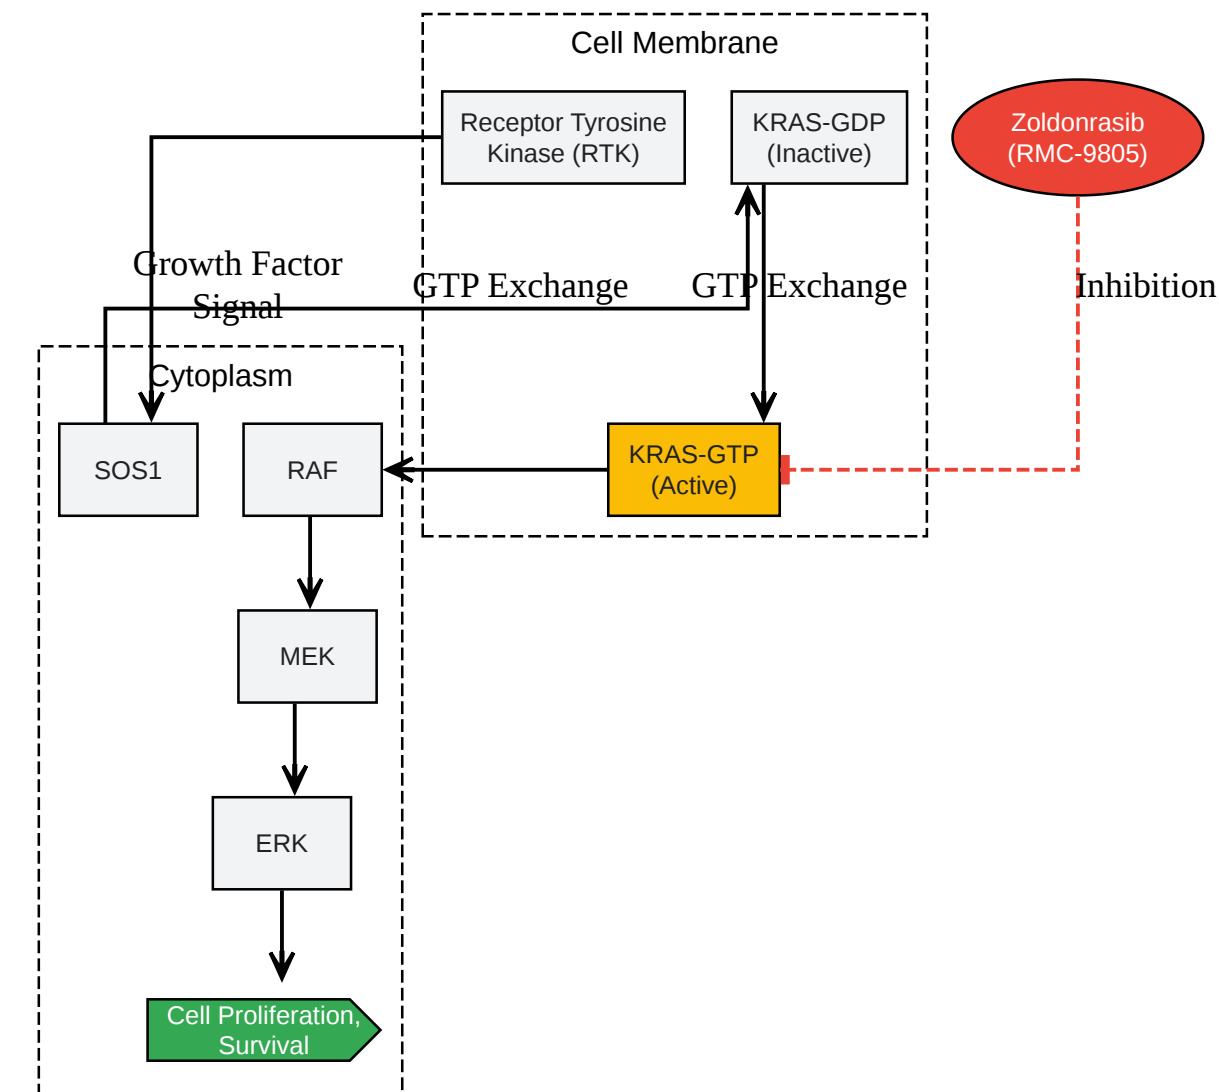 Cell Membrane
Receptor Tyrosine
Kinase (RTK)
KRAS-GDP
(Inactive)
Zoldonrasib
(RMC-9805)
Growth Factor
Signal
GTP Exchange
GTP Exchange
Inhibition
Cytoplasm
SOS1
RAF
KRAS-GTP
(Active)
MEK
ERK
Cell Proliferation,
Survival